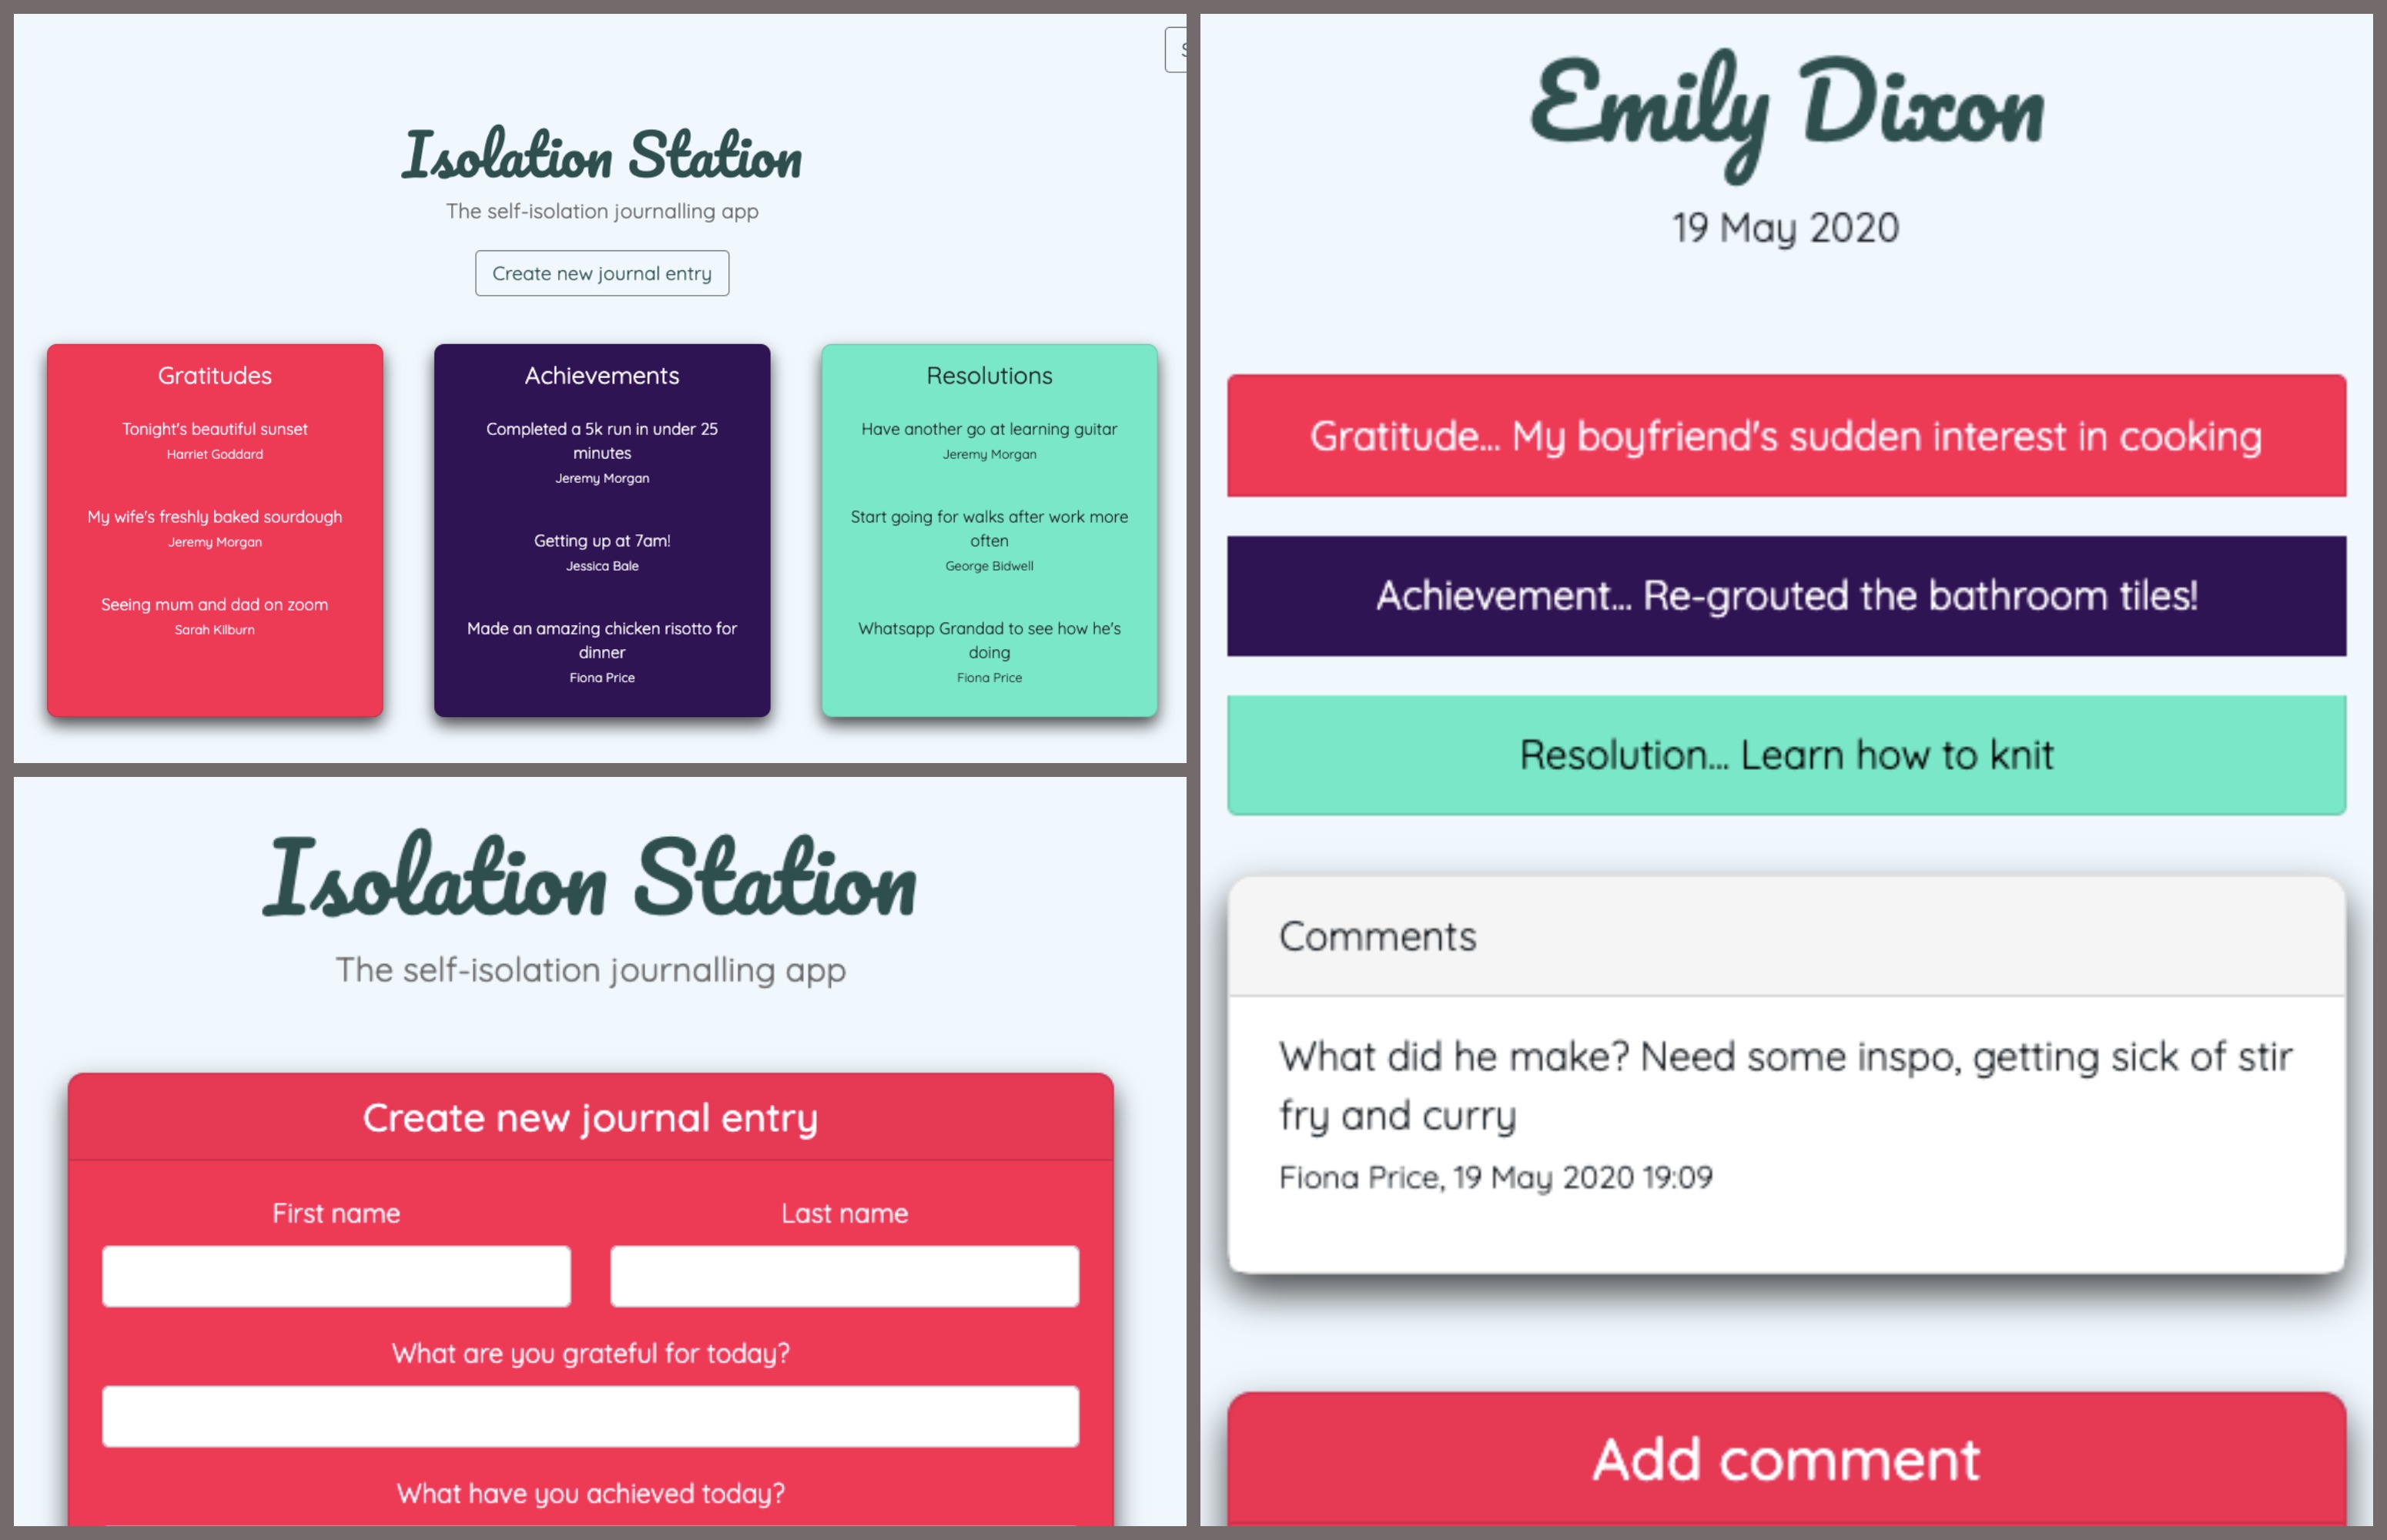 Isolation Station
The self-isolation journalling app
Create new journal entry
Gratitudes
Tonight's beautiful sunset
Harriet Goddard
My wife's freshly baked sourdough
Jeremy Morgan
Seeing mum and dad on zoom
Sarah Kilburn
Achievements
Completed a 5k run in under 25
minutes
Jeremy Morgan
Getting up at 7am!
Jessica Bale
Made an amazing chicken risotto for
dinner
Fiona Price
Resolutions
Have another go at learning guitar
Jeremy Morgan
Start going for walks after work more
often
George Bidwell
Whatsapp Grandad to see how he's
doing
Fiona Price
Isolation Station
The self-isolation journalling app
Create new journal entry
First name
Last name
What are you grateful for today?
What have you achieved today?
Emily Dixon
19 May 2020
Gratitude... My boyfriend's sudden interest in cooking
Achievement... Re-grouted the bathroom tiles!
Resolution... Learn how to knit
Comments
What did he make? Need some inspo, getting sick of stir
fry and curry
Fiona Price, 19 May 2020 19:09
Add comment